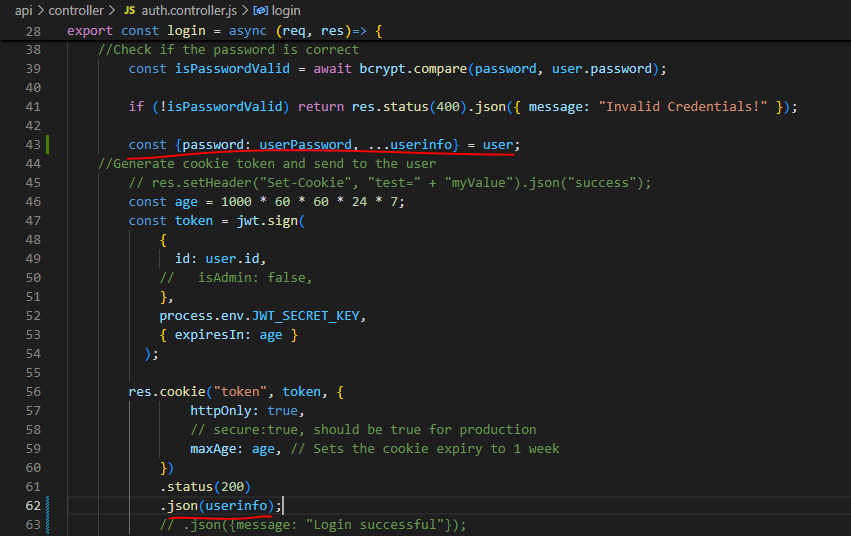 api > controller > JS auth.controller.js > login
28 export const login = async (req, res)=> {
38 //Check if the password is correct
39 const isPasswordValid = await bcrypt.compare(password, user.password);
40
41 if (!isPasswordValid) return res.status(400).json({ message: "Invalid Credentials!" });
42
43 const {password: userPassword, ...userinfo} = user;
44 //Generate cookie token and send to the user
45 // res.setHeader("Set-Cookie", "test=" + "myValue").json("success");
46 const age = 1000 * 60 * 60 * 24 * 7;
47 const token = jwt.sign(
48 {
49 id: user.id,
50 // isAdmin: false,
51 },
52 process.env.JWT_SECRET_KEY,
53 { expiresIn: age }
54 );
55
56 res.cookie("token", token, {
57 httpOnly: true,
58 // secure:true, should be true for production
59 maxAge: age, // Sets the cookie expiry to 1 week
60 })
61 .status(200)
62 .json(userinfo);
63 // .json({message: "Login successful"});